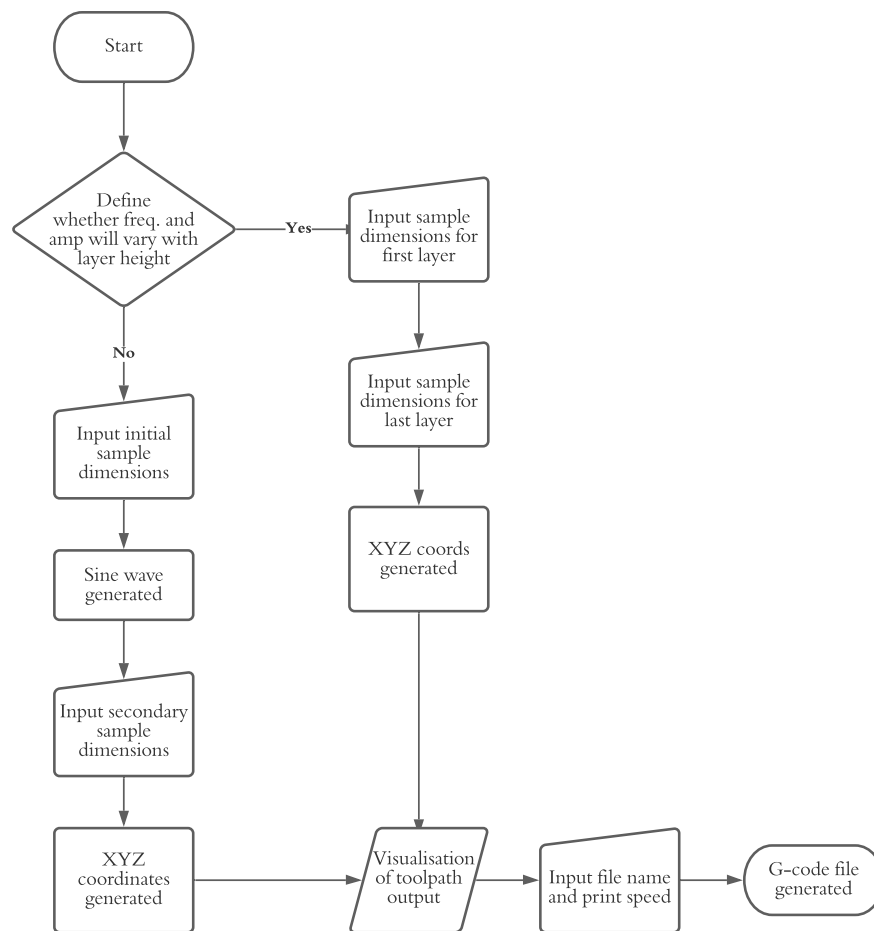 Start
Define
whether freq. and
amp will vary with
layer height
Yes
Input sample
dimensions for
first layer
No
Input sample
dimensions for
last layer
Input initial
sample
dimensions
XYZ coords
generated
Sine wave
generated
Input secondary
sample
dimensions
XYZ
coordinates
generated
Visualisation
of toolpath
output
Input file name
and print speed
G-code file
generated